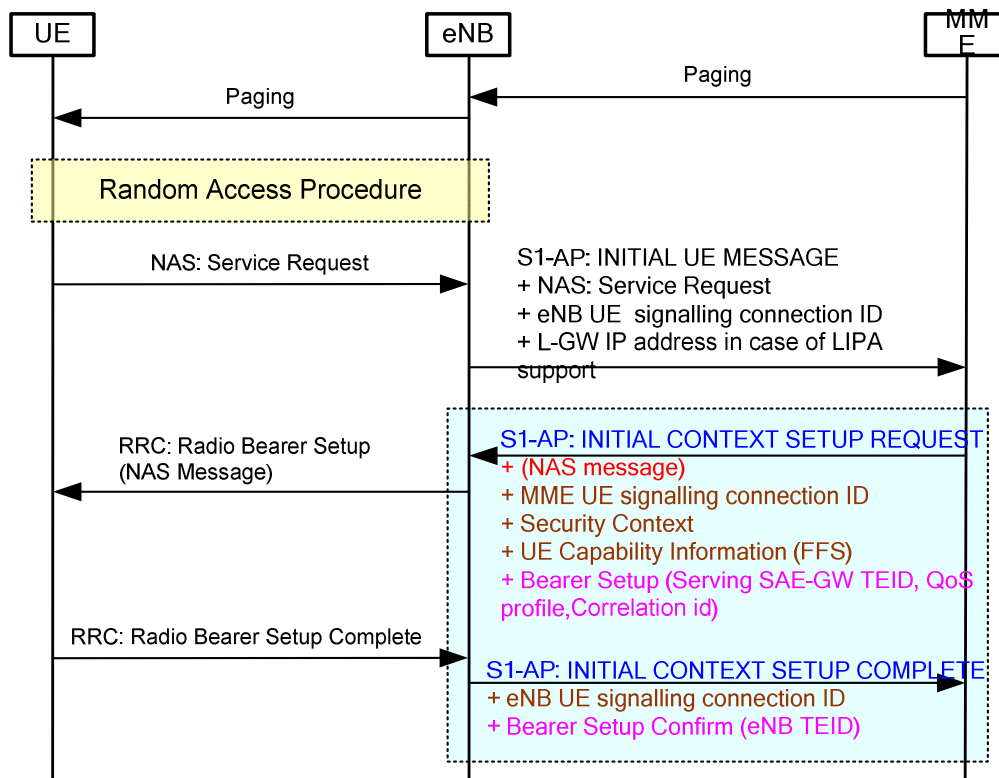 UE
eNB
MM
E
Paging
Paging
Random Access Procedure
NAS: Service Request
S1-AP: INITIAL UE MESSAGE
+ NAS: Service Request
+ eNB UE  signalling connection ID
+ L-GW IP address in case of LIPA
support
RRC: Radio Bearer Setup
(NAS Message)
S1-AP: INITIAL CONTEXT SETUP REQUEST
+ (NAS message)
+ MME UE signalling connection ID
+ Security Context
+ UE Capability Information (FFS)
+ Bearer Setup (Serving SAE-GW TEID, QoS
profile,Correlation id)
RRC: Radio Bearer Setup Complete
S1-AP: INITIAL CONTEXT SETUP COMPLETE
+ eNB UE signalling connection ID
+ Bearer Setup Confirm (eNB TEID)